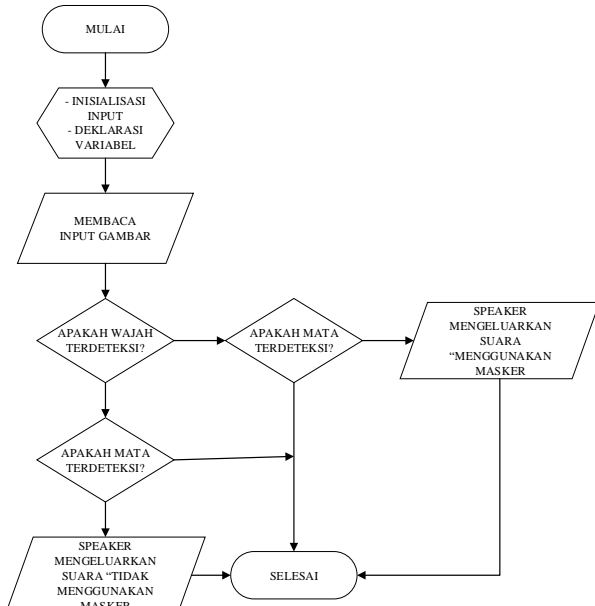 MULAI
- INISIALISASI
INPUT
- DEKLARASI
VARIABEL
MEMBACA
INPUT GAMBAR
APAKAH WAJAH
TERDETEKSI?
APAKAH MATA
TERDETEKSI?
SPEAKER
MENGELUARKAN
SUARA
“MENGGUNAKAN
MASKER
APAKAH MATA
TERDETEKSI?
SPEAKER
MENGELUARKAN
SUARA “TIDAK
MENGGUNAKAN
MASKER
SELESAI